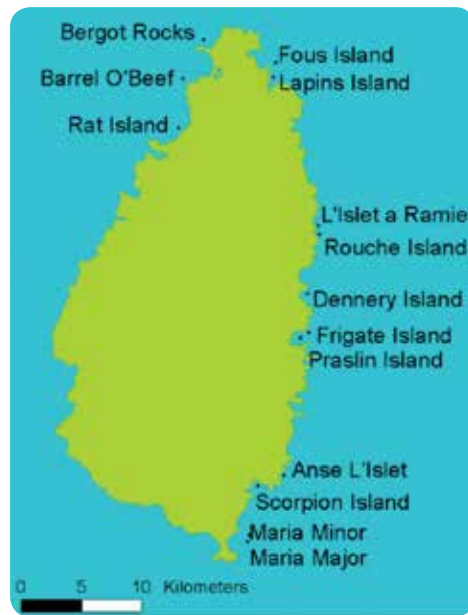 Bergot Rocks
Fous Island
Barrel O'Beef
Lapins Island
Rat Island
L'Islet a Ramie
Rouche Island
Dennery Island
Frigate Island
Praslin Island
Anse L'Islet
Scorpion Island
Maria Minor
Maria Major
0 5 10 Kilometers